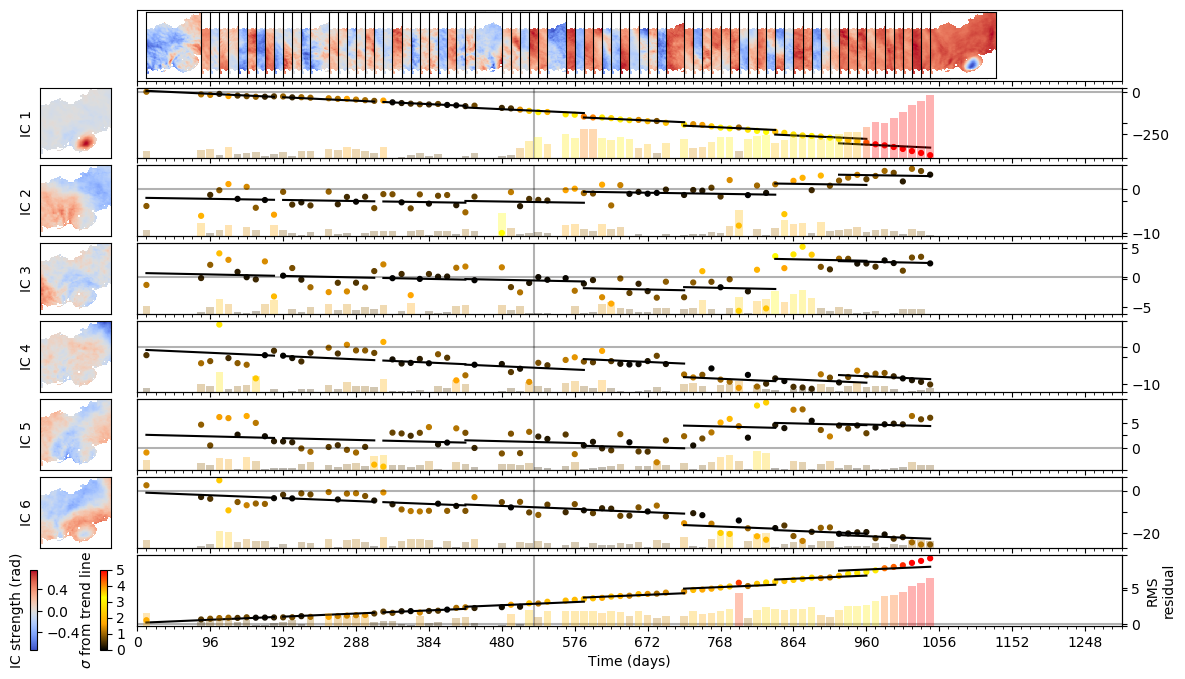 IC 1
0
−250
IC 2
0
−10
IC 3
5
0
−5
IC 4
0
−10
IC 5
5
0
IC 6
0
−20
IC strength (rad)
0.4
0.0
−0.4
σ from trend line
5
4
3
2
1
0
RMS
residual
5
0
0 96 192 288 384 480 576 672 768 864 960 1056 1152 1248
Time (days)